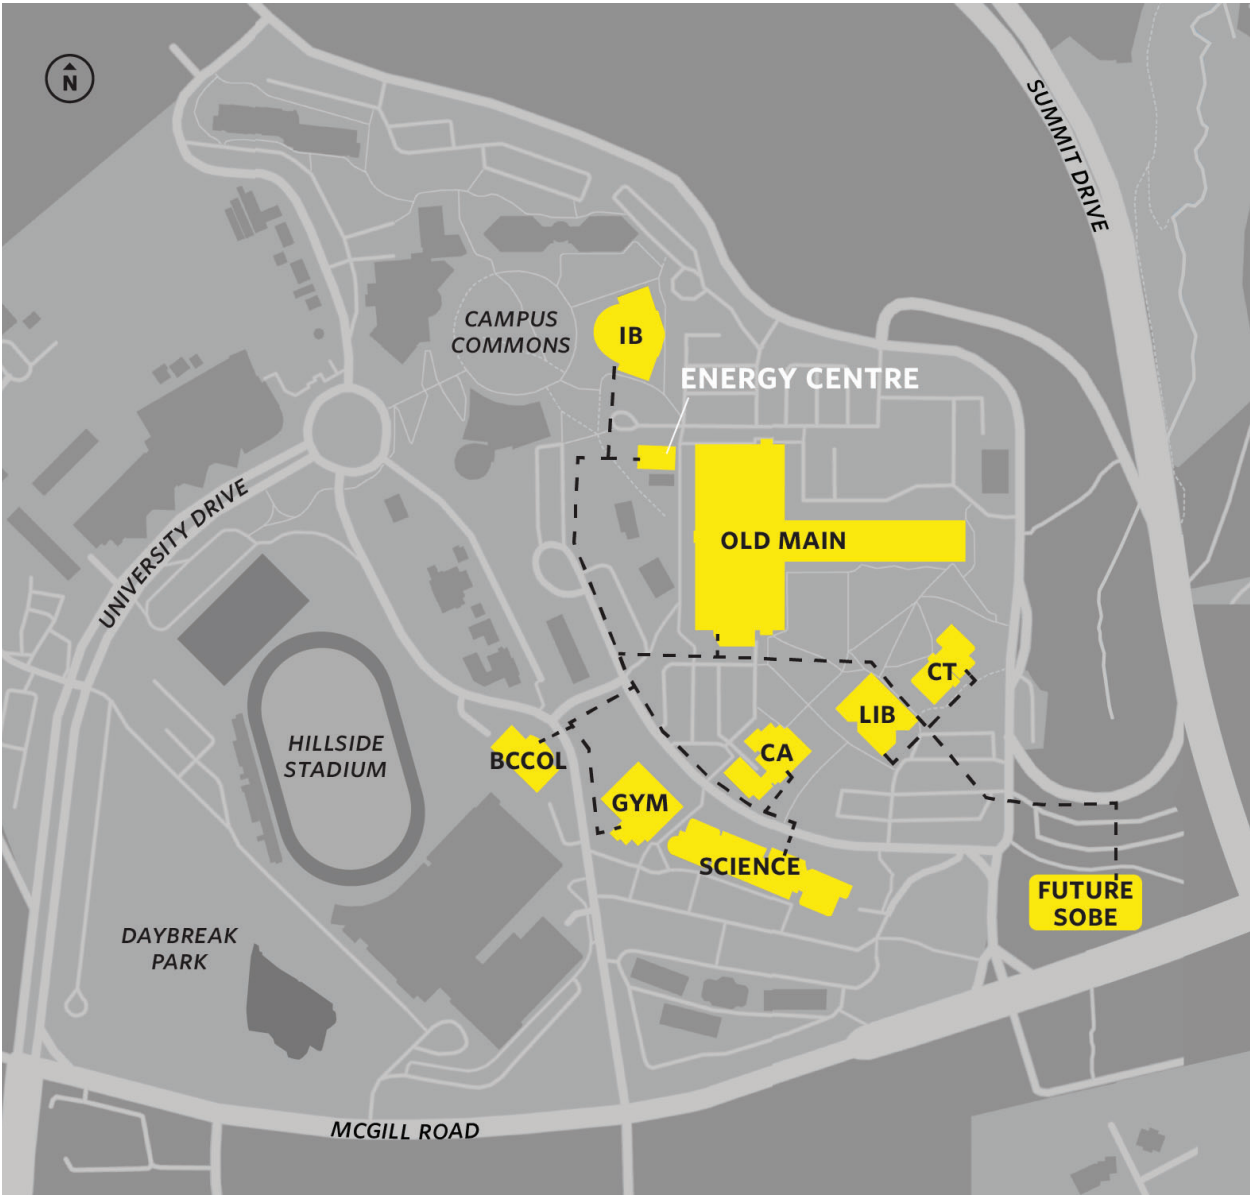 N
SUMMIT DRIVE
CAMPUS
COMMONS
IB
ENERGY CENTRE
UNIVERSITY DRIVE
OLD MAIN
CT
LIB
HILLSIDE
STADIUM
BCCOL
CA
GYM
SCIENCE
FUTURE
SOBE
DAYBREAK
PARK
MCGILL ROAD